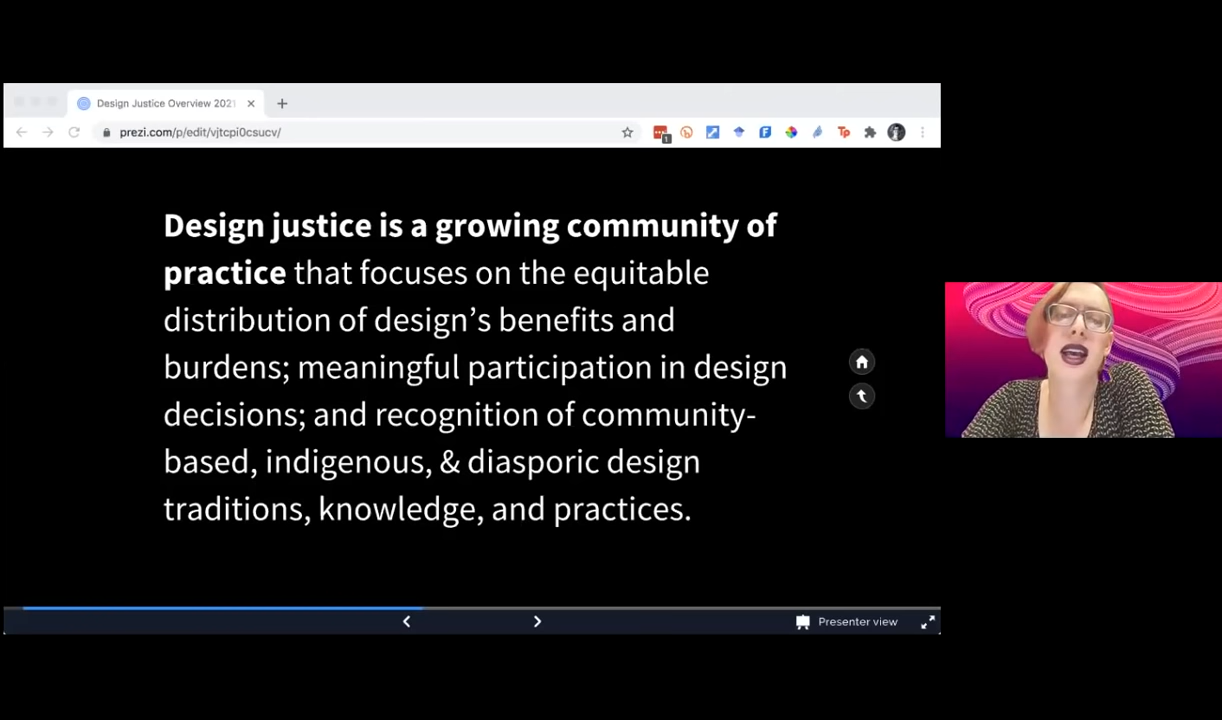 Design Justice Overview 2021
prezi.com/p/edit/vjtcpi0csucv/
1
Tp
Design justice is a growing community of
practice that focuses on the equitable
distribution of design’s benefits and
burdens; meaningful participation in design
decisions; and recognition of community-
based, indigenous, & diasporic design
traditions, knowledge, and practices.
Presenter view